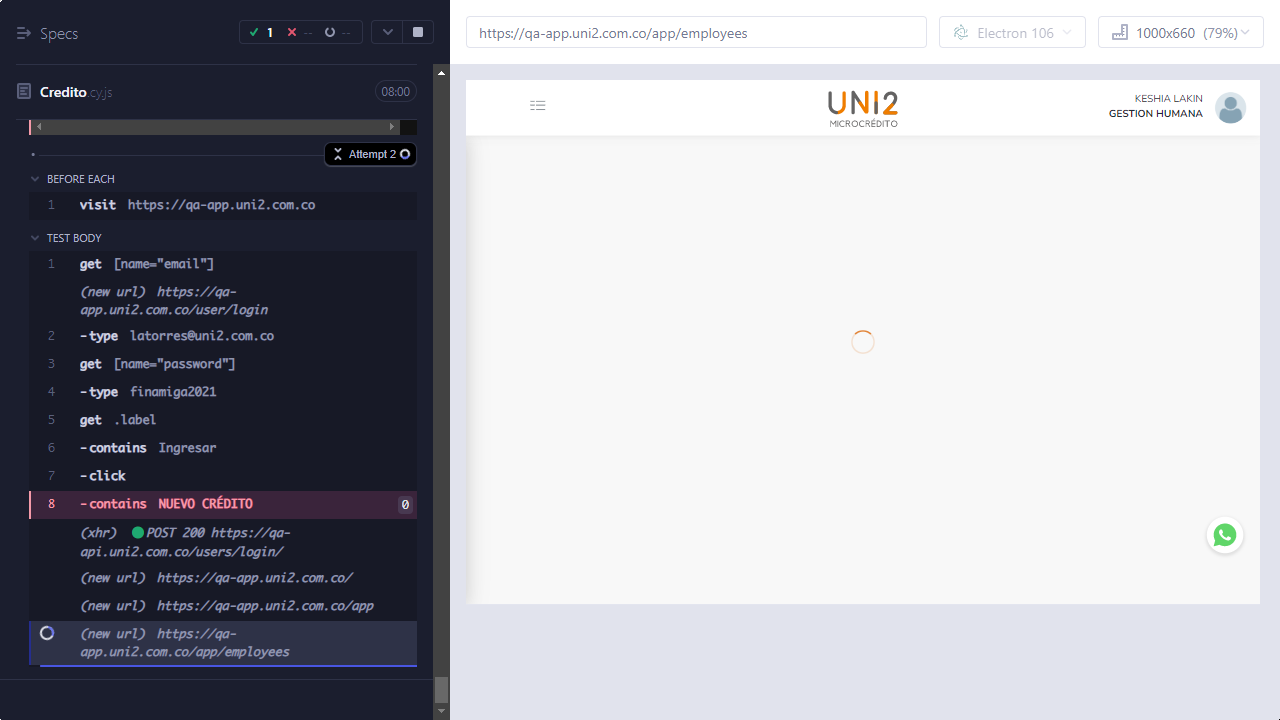 Specs
1
--
--
Credito.cy.js
08:00
Attempt 2
BEFORE EACH
1 visit https://qa-app.uni2.com.co
TEST BODY
1 get [name="email"]
(new url) https://qa-
app.uni2.com.co/user/login
2 -type latorres@uni2.com.co
3 get [name="password"]
4 -type finamiga2021
5 get .label
6 -contains Ingresar
7 -click
8 -contains NUEVO CRÉDITO 0
(xhr) POST 200 https://qa-
api.uni2.com.co/users/login/
(new url) https://qa-app.uni2.com.co/
(new url) https://qa-app.uni2.com.co/app
(new url) https://qa-
app.uni2.com.co/app/employees
https://qa-app.uni2.com.co/app/employees
Electron 106
1000x660 (79%)
UNI2
MICROCRÉDITO
KESHIA LAKIN
GESTION HUMANA